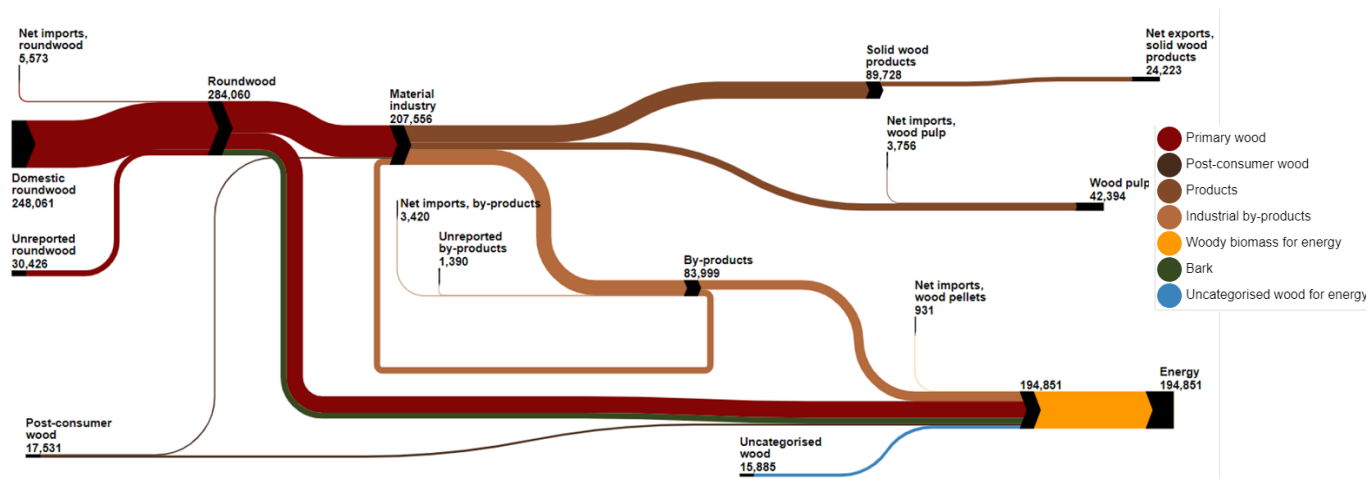 Net imports,
roundwood
5,573
Roundwood
284,060
Material
industry
207,556
Solid wood
products
89,728
Net exports,
solid wood
products
24,223
Domestic
roundwood
248,061
Net imports,
wood pulp
3,756
Wood pulp
42,394
Primary wood
Post-consumer wood
Products
Industrial by-products
Woody biomass for energy
Bark
Uncategorised wood for energy
Unreported
roundwood
30,426
Net imports, by-products
3,420
Unreported
by-products
1,390
By-products
83,999
Net imports,
wood pellets
931
194,851
Energy
194,851
Post-consumer
wood
17,531
Uncategorised
wood
15,885